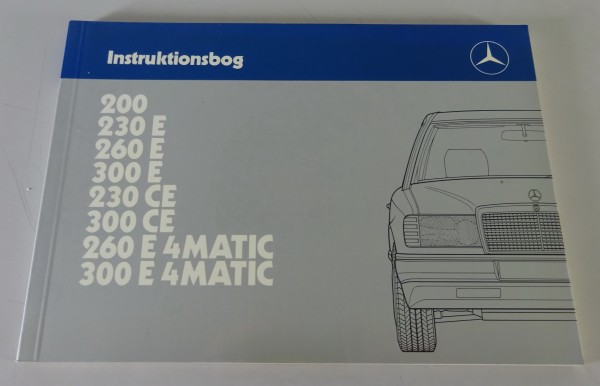 Instruktionsbog
200
230 E
260 E
300 E
230 CE
300 CE
260 E 4MATIC
300 E 4MATIC